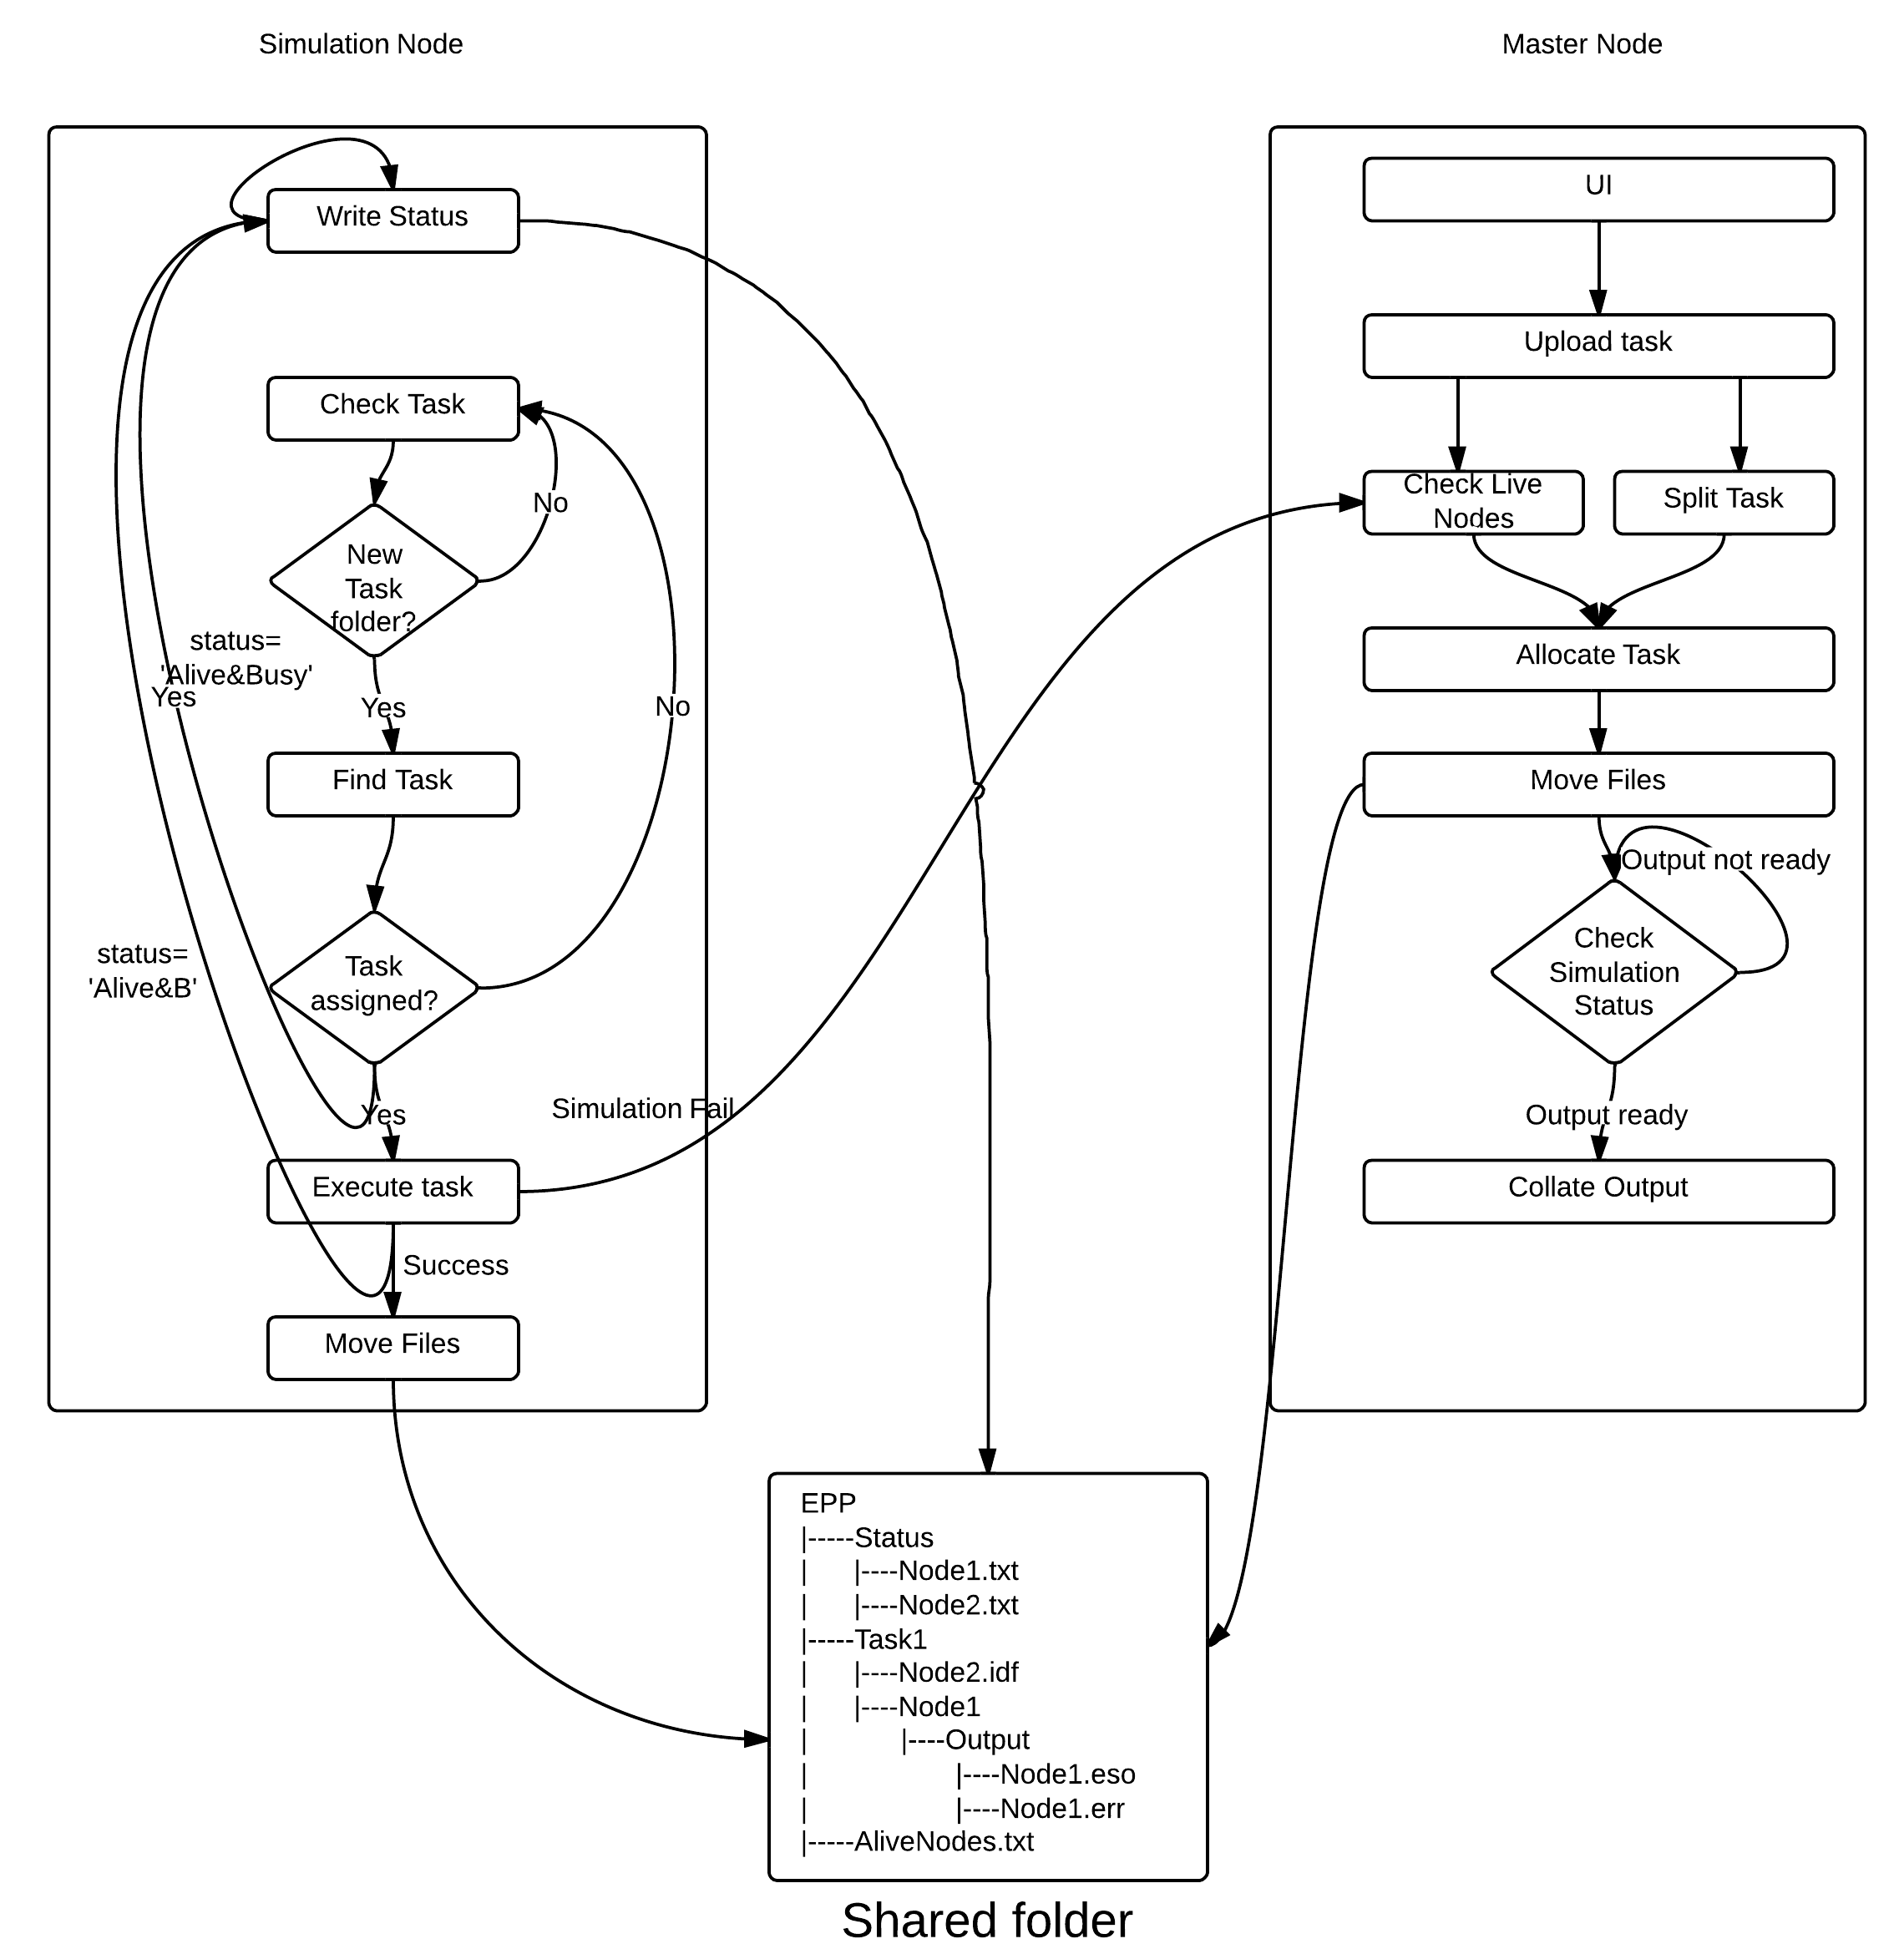 Simulation Node
Write Status
Check Task
No
New
Task
folder?
status=
'Alive&Busy'
Yes
Yes
No
Find Task
status=
'Alive&B'
Task
assigned?
Yes
Simulation Fail
Execute task
Success
Move Files
Master Node
UI
Upload task
Check Live
Nodes
Split Task
Allocate Task
Move Files
Output not ready
Check
Simulation
Status
Output ready
Collate Output
EPP
|-----Status
|      |----Node1.txt
|      |----Node2.txt
|-----Task1
|      |----Node2.idf
|      |----Node1
|            |----Output
|                   |----Node1.eso
|                   |----Node1.err
|-----AliveNodes.txt
Shared folder